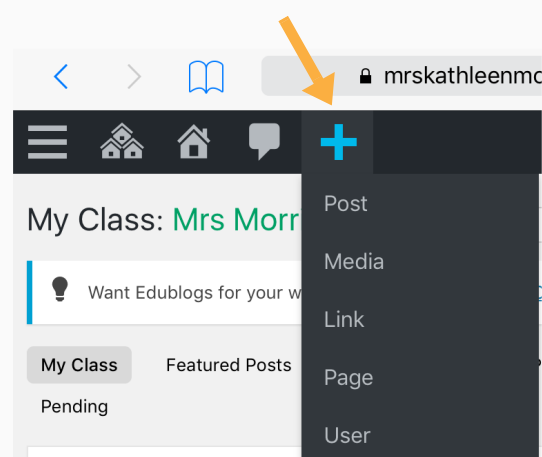 mrskathleenmo
Post
My Class: Mrs Morr
Media
Want Edublogs for your w
Link
My Class
Featured Posts
Page
Pending
User